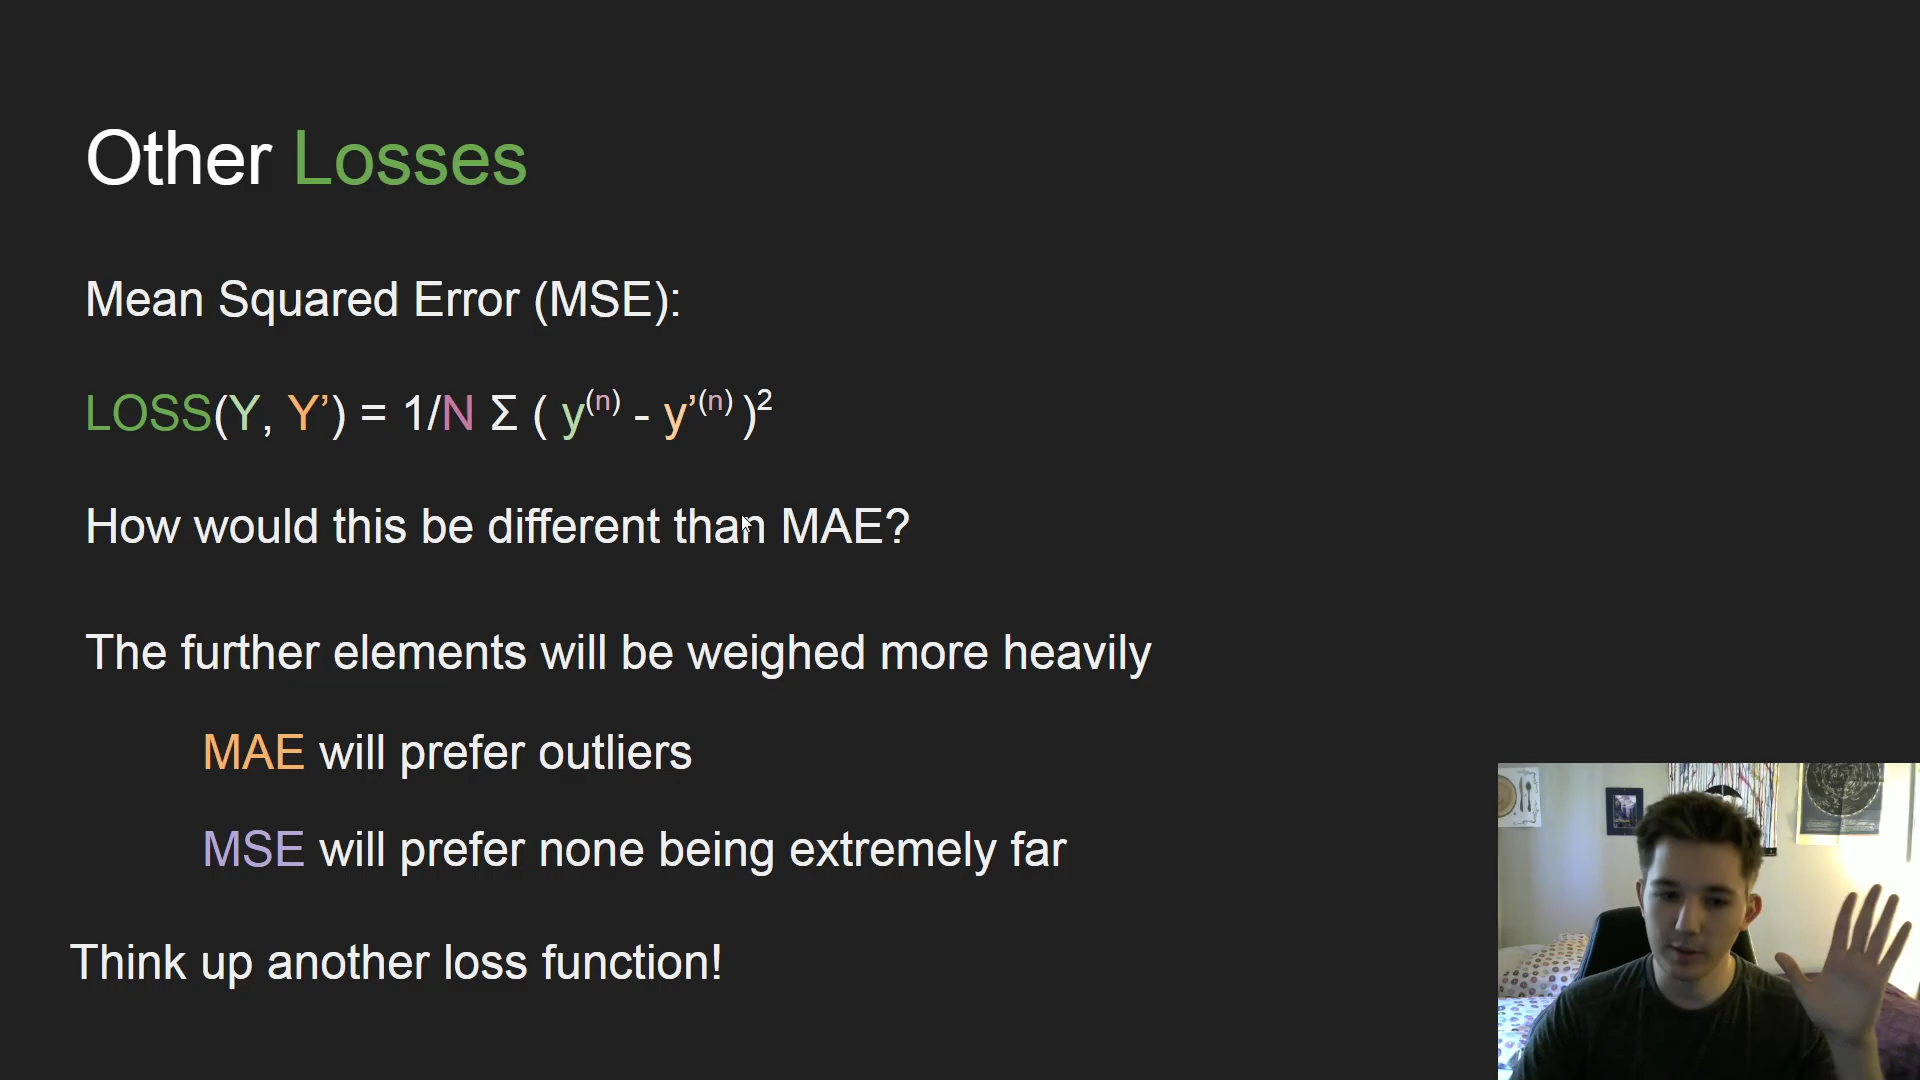 Other Losses
Mean Squared Error (MSE):
LOSS(Y, Y’) = 1/N Σ ( y⁽ⁿ⁾ - y’⁽ⁿ⁾ )²
How would this be different than MAE?
The further elements will be weighed more heavily
MAE will prefer outliers
MSE will prefer none being extremely far
Think up another loss function!